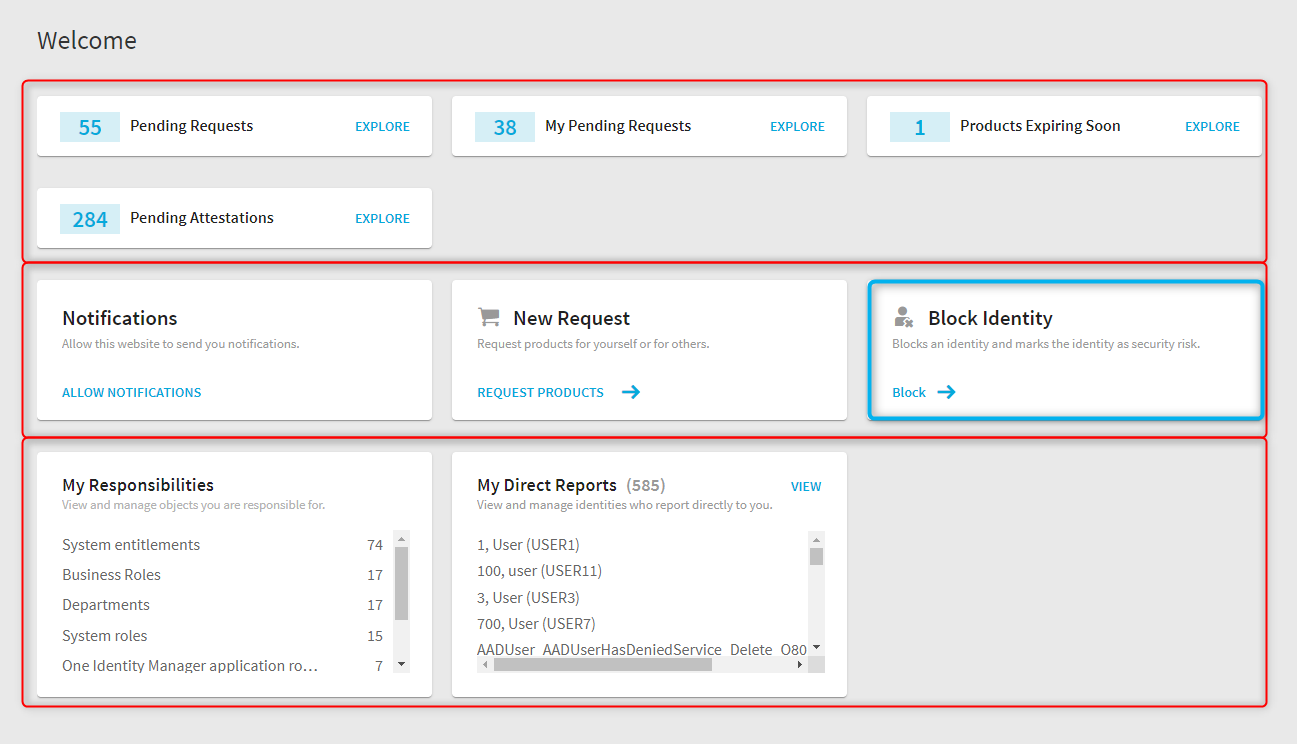 Welcome
55 Pending Requests EXPLORE
38 My Pending Requests EXPLORE
1 Products Expiring Soon EXPLORE
284 Pending Attestations EXPLORE
Notifications
Allow this website to send you notifications.
ALLOW NOTIFICATIONS
New Request
Request products for yourself or for others.
REQUEST PRODUCTS
Block Identity
Blocks an identity and marks the identity as security risk.
Block
My Responsibilities
View and manage objects you are responsible for.
System entitlements 74
Business Roles 17
Departments 17
System roles 15
One Identity Manager application ro... 7
My Direct Reports (585) VIEW
View and manage identities who report directly to you.
1, User (USER1)
100, user (USER11)
3, User (USER3)
700, User (USER7)
AADUser_AADUserHasDeniedService_Delete_O80